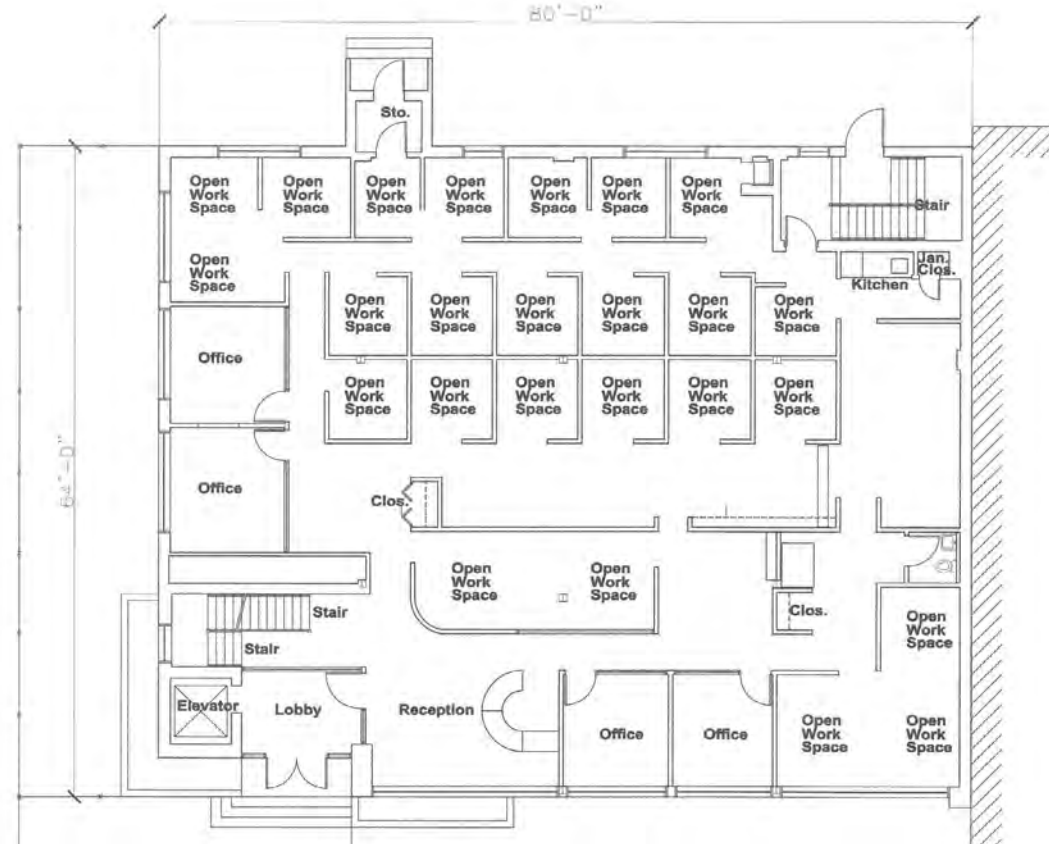 80'-0"
Sto.
Open
Work
Space
Open
Work
Space
Open
Work
Space
Open
Work
Space
Open
Work
Space
Open
Work
Space
Open
Work
Space
Stair
Open
Work
Space
Jan.
Clos.
Kitchen
Open
Work
Space
Open
Work
Space
Open
Work
Space
Open
Work
Space
Open
Work
Space
Open
Work
Space
Office
Open
Work
Space
Open
Work
Space
Open
Work
Space
Open
Work
Space
Open
Work
Space
Open
Work
Space
64'-0"
Office
Clos.
Open
Work
Space
Open
Work
Space
Stair
Clos.
Open
Work
Space
Stair
Elevator
Lobby
Reception
Office
Office
Open
Work
Space
Open
Work
Space